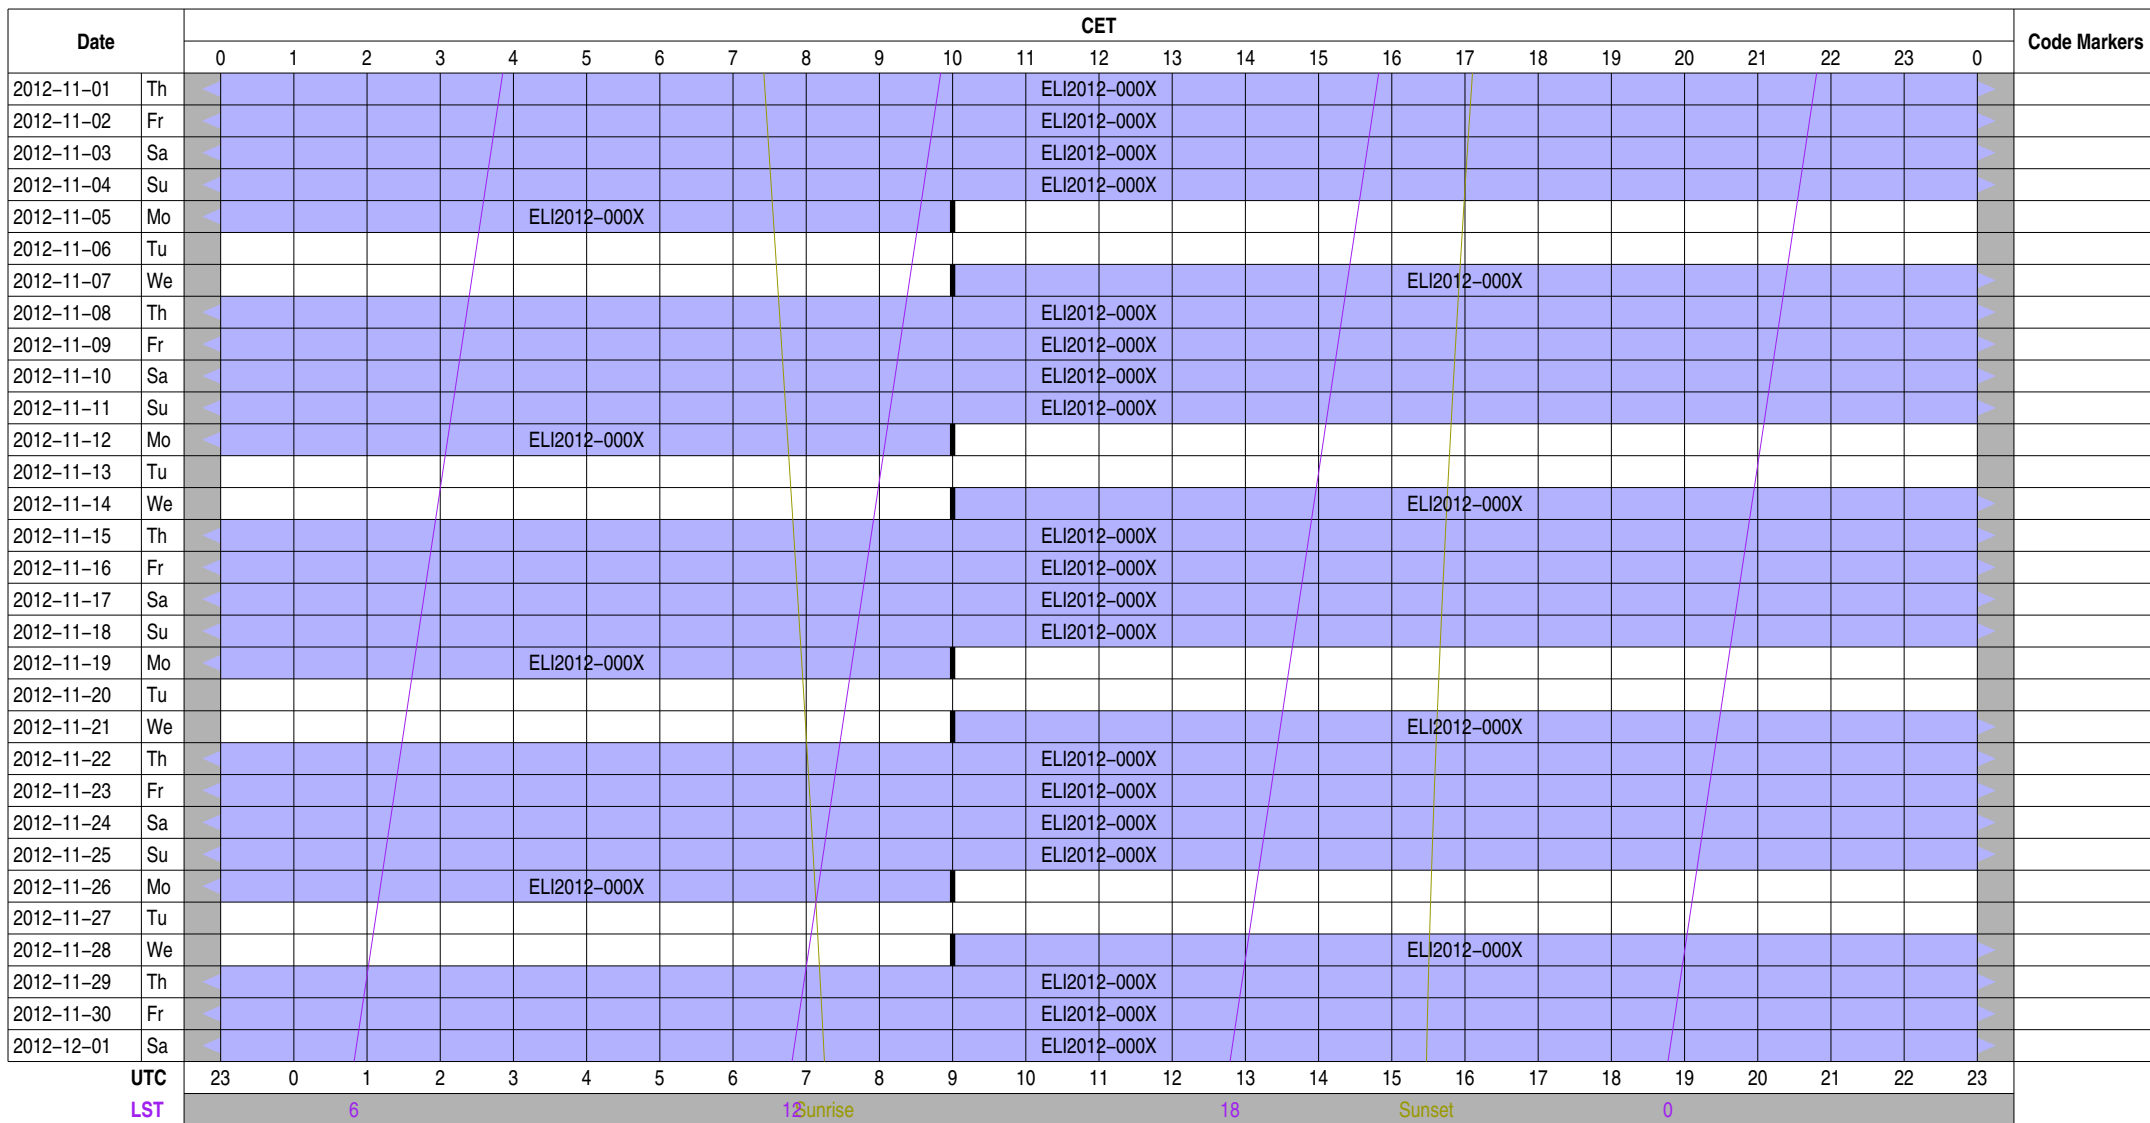 CET
Date
Code Markers
0 1 2 3 4 5 6 7 8 9 10 11 12 13 14 15 16 17 18 19 20 21 22 23 0
2012−11−01 Th ELI2012−000X
2012−11−02 Fr ELI2012−000X
2012−11−03 Sa ELI2012−000X
2012−11−04 Su ELI2012−000X
2012−11−05 Mo ELI2012−000X
2012−11−06 Tu
2012−11−07 We ELI2012−000X
2012−11−08 Th ELI2012−000X
2012−11−09 Fr ELI2012−000X
2012−11−10 Sa ELI2012−000X
2012−11−11 Su ELI2012−000X
2012−11−12 Mo ELI2012−000X
2012−11−13 Tu
2012−11−14 We ELI2012−000X
2012−11−15 Th ELI2012−000X
2012−11−16 Fr ELI2012−000X
2012−11−17 Sa ELI2012−000X
2012−11−18 Su ELI2012−000X
2012−11−19 Mo ELI2012−000X
2012−11−20 Tu
2012−11−21 We ELI2012−000X
2012−11−22 Th ELI2012−000X
2012−11−23 Fr ELI2012−000X
2012−11−24 Sa ELI2012−000X
2012−11−25 Su ELI2012−000X
2012−11−26 Mo ELI2012−000X
2012−11−27 Tu
2012−11−28 We ELI2012−000X
2012−11−29 Th ELI2012−000X
2012−11−30 Fr ELI2012−000X
2012−12−01 Sa ELI2012−000X
UTC 23 0 1 2 3 4 5 6 7 8 9 10 11 12 13 14 15 16 17 18 19 20 21 22 23
LST 6 12 Sunrise 18 Sunset 0